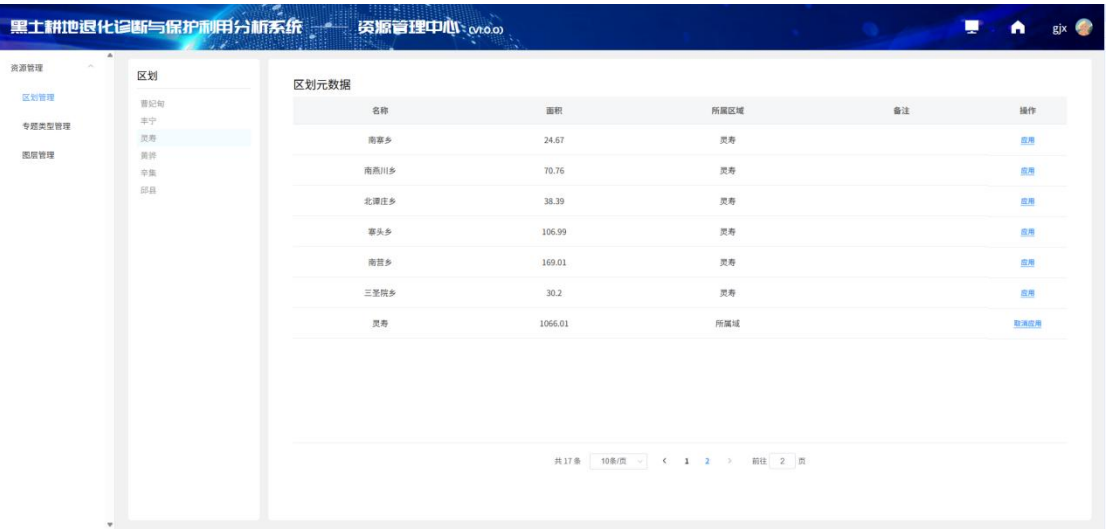 黑土耕地退化诊断与保护利用分析系统 资源管理中心 (V1.0.0) gjx
资源管理
区划管理
专题类型管理
图层管理
区划
曹妃甸
丰宁
灵寿
黄骅
辛集
邱县
区划元数据
名称 面积 所属区域 备注 操作
南寨乡 24.67 灵寿 应用
南燕川乡 70.76 灵寿 应用
北谭庄乡 38.39 灵寿 应用
寨头乡 106.99 灵寿 应用
南营乡 169.01 灵寿 应用
三圣院乡 30.2 灵寿 应用
灵寿 1066.01 所属域 取消应用
共 17 条 10条/页 1 2 前往 2 页